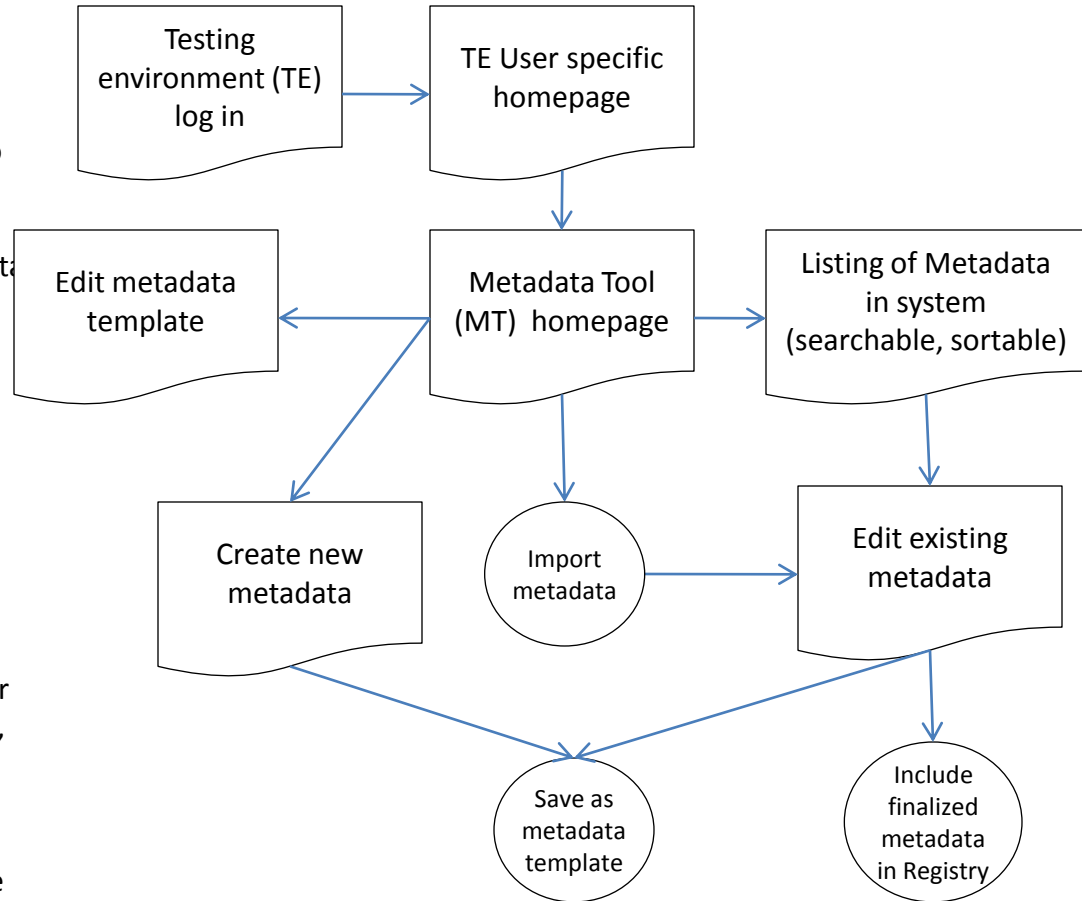 Testing
environment (TE)
log in
TE User specific
homepage
Edit metadata
template
Metadata Tool
(MT) homepage
Listing of Metadata
in system
(searchable, sortable)
Create new
metadata
Import
metadata
Edit existing
metadata
Save as
metadata
template
Include
finalized
metadata
in Registry